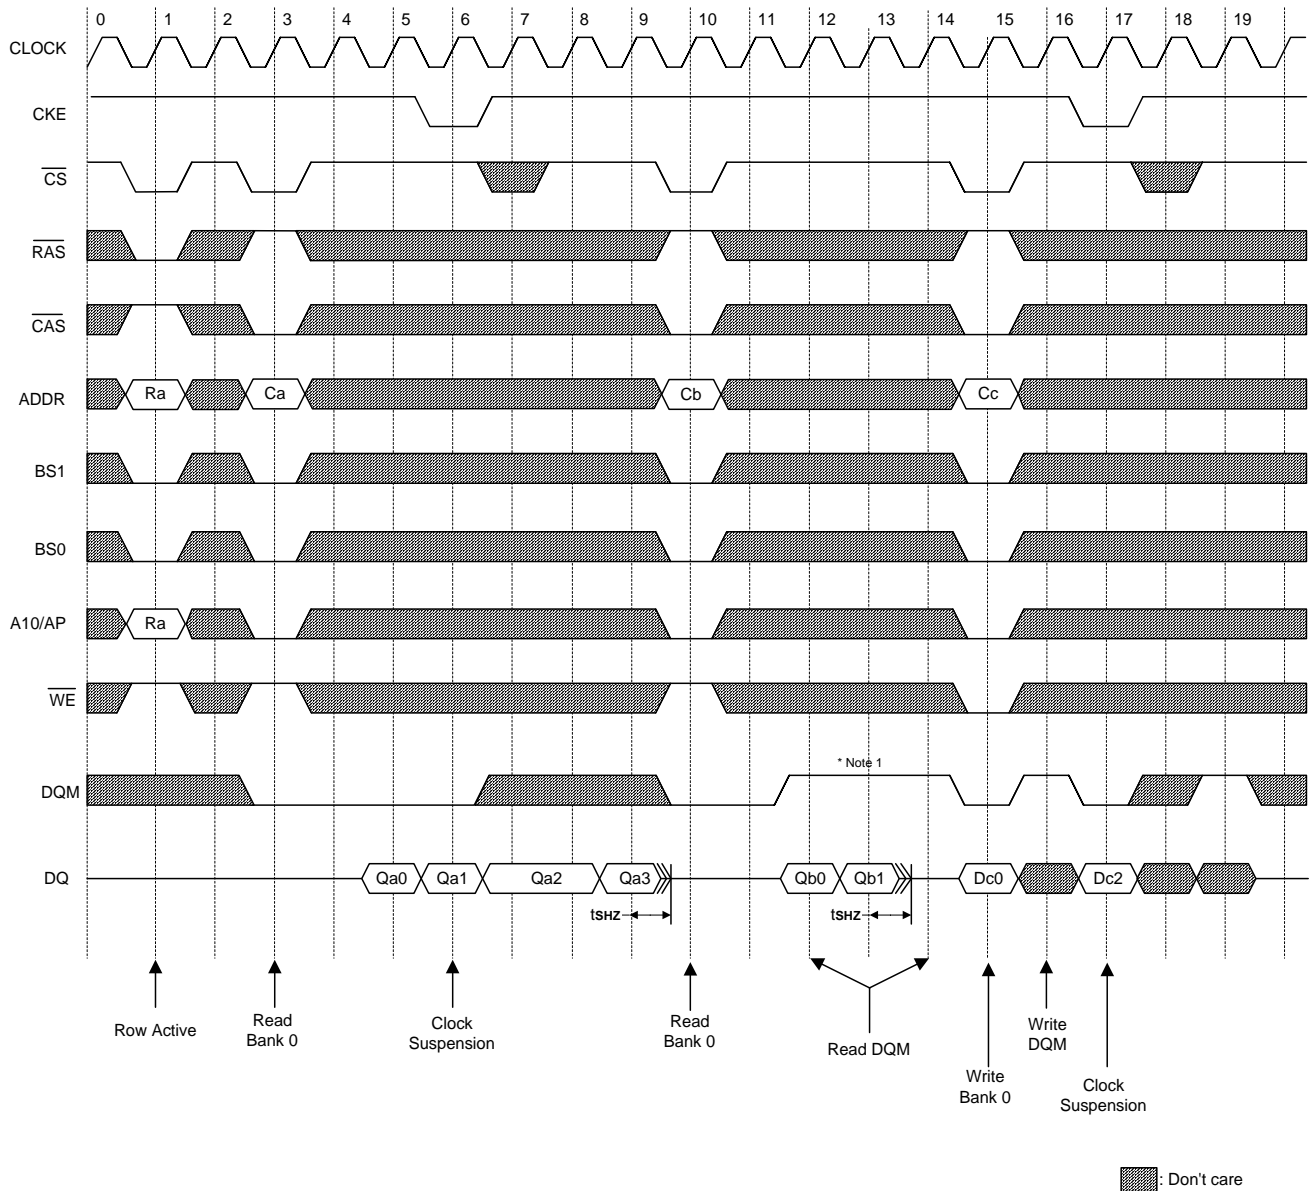 0 1 2 3 4 5 6 7 8 9 10 11 12 13 14 15 16 17 18 19
CLOCK
CKE
CS
RAS
CAS
ADDR Ra Ca Cb Cc
BS1
BS0
A10/AP Ra
WE
DQM * Note 1
DQ Qa0 Qa1 Qa2 Qa3 Qb0 Qb1 Dc0 Dc2
tSHZ tSHZ
Row Active
Read
Bank 0
Clock
Suspension
Read
Bank 0
Read DQM
Write
Bank 0
Write
DQM
Clock
Suspension
: Don't care